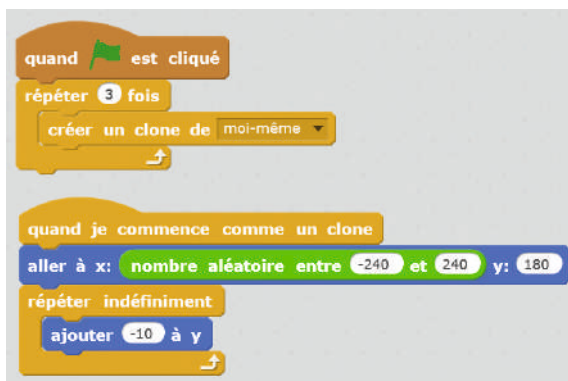 quand est cliqué
répéter 3 fois
créer un clone de moi-même
quand je commence comme un clone
aller à x: nombre aléatoire entre -240 et 240 y: 180
répéter indéfiniment
ajouter -10 à y